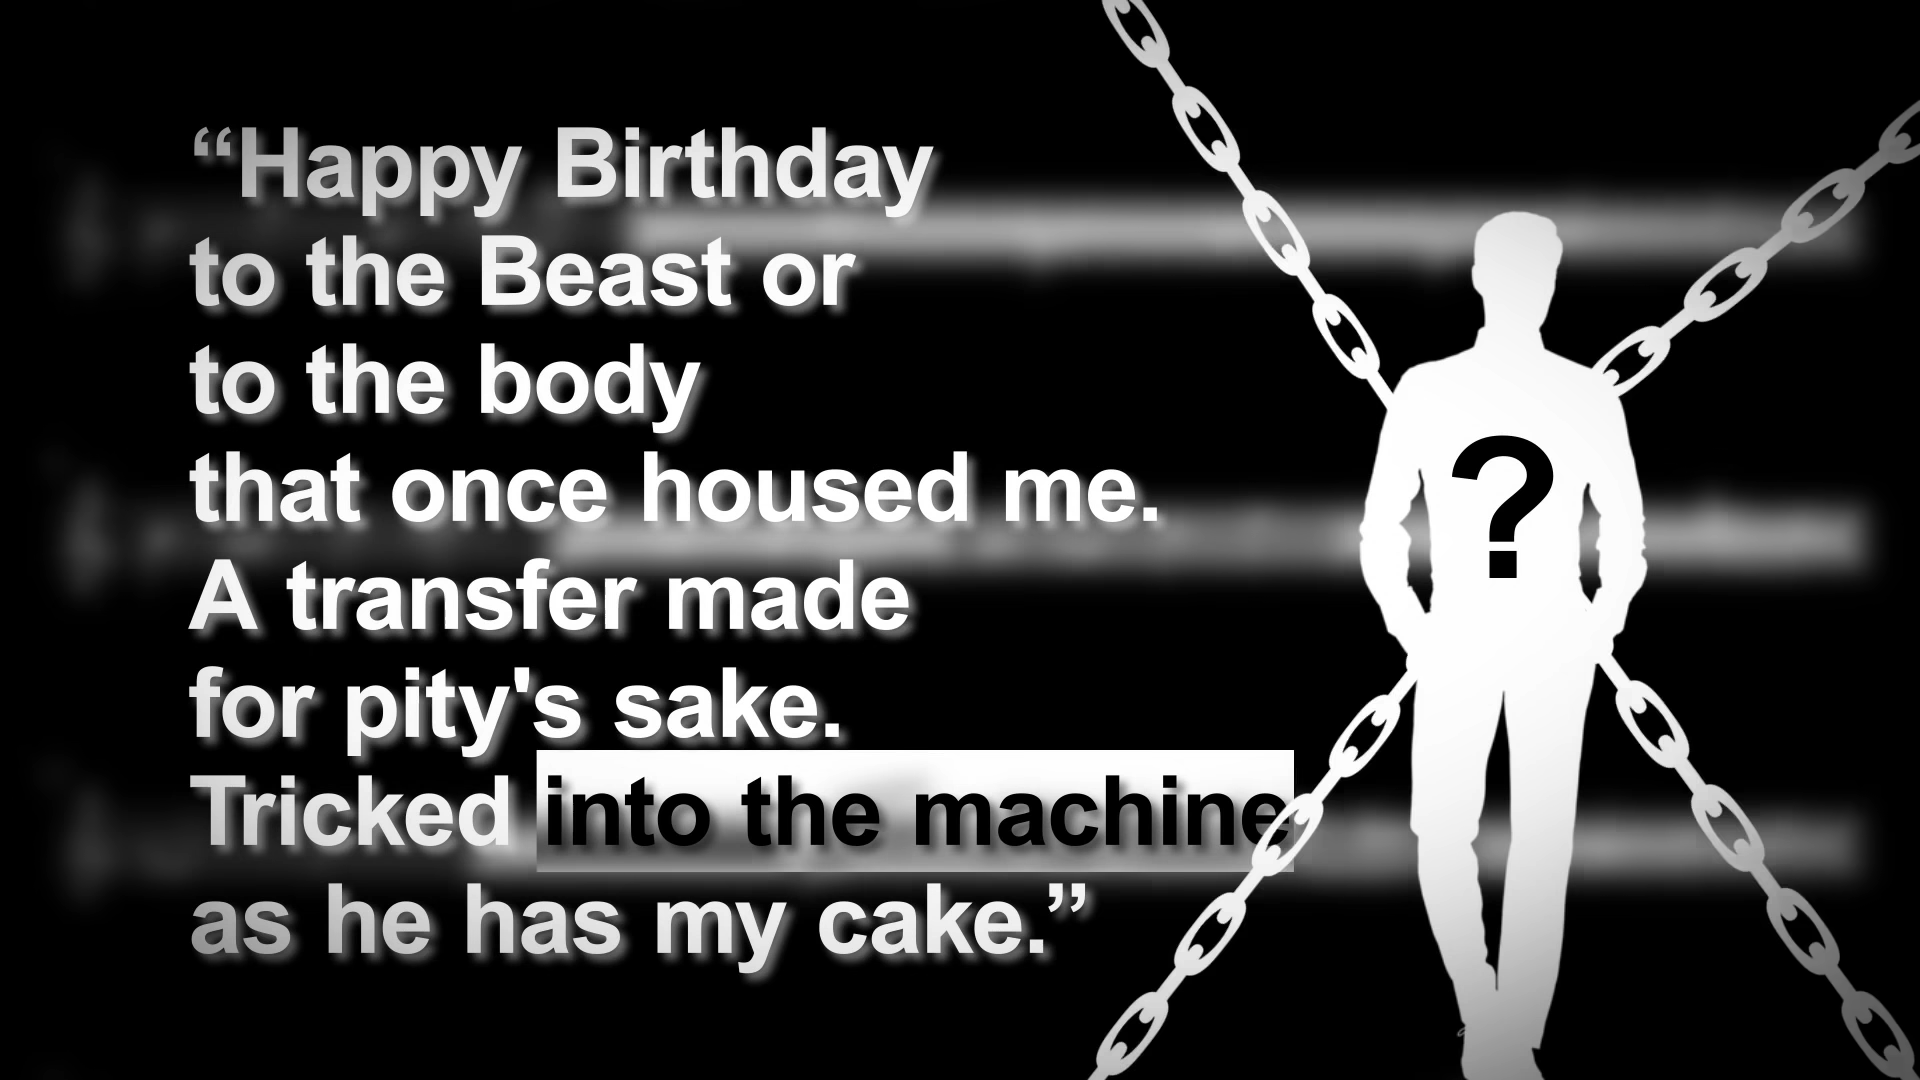 “Happy Birthday
to the Beast or
to the body
that once housed me.
A transfer made
for pity's sake.
Tricked into the machine
as he has my cake.”
?